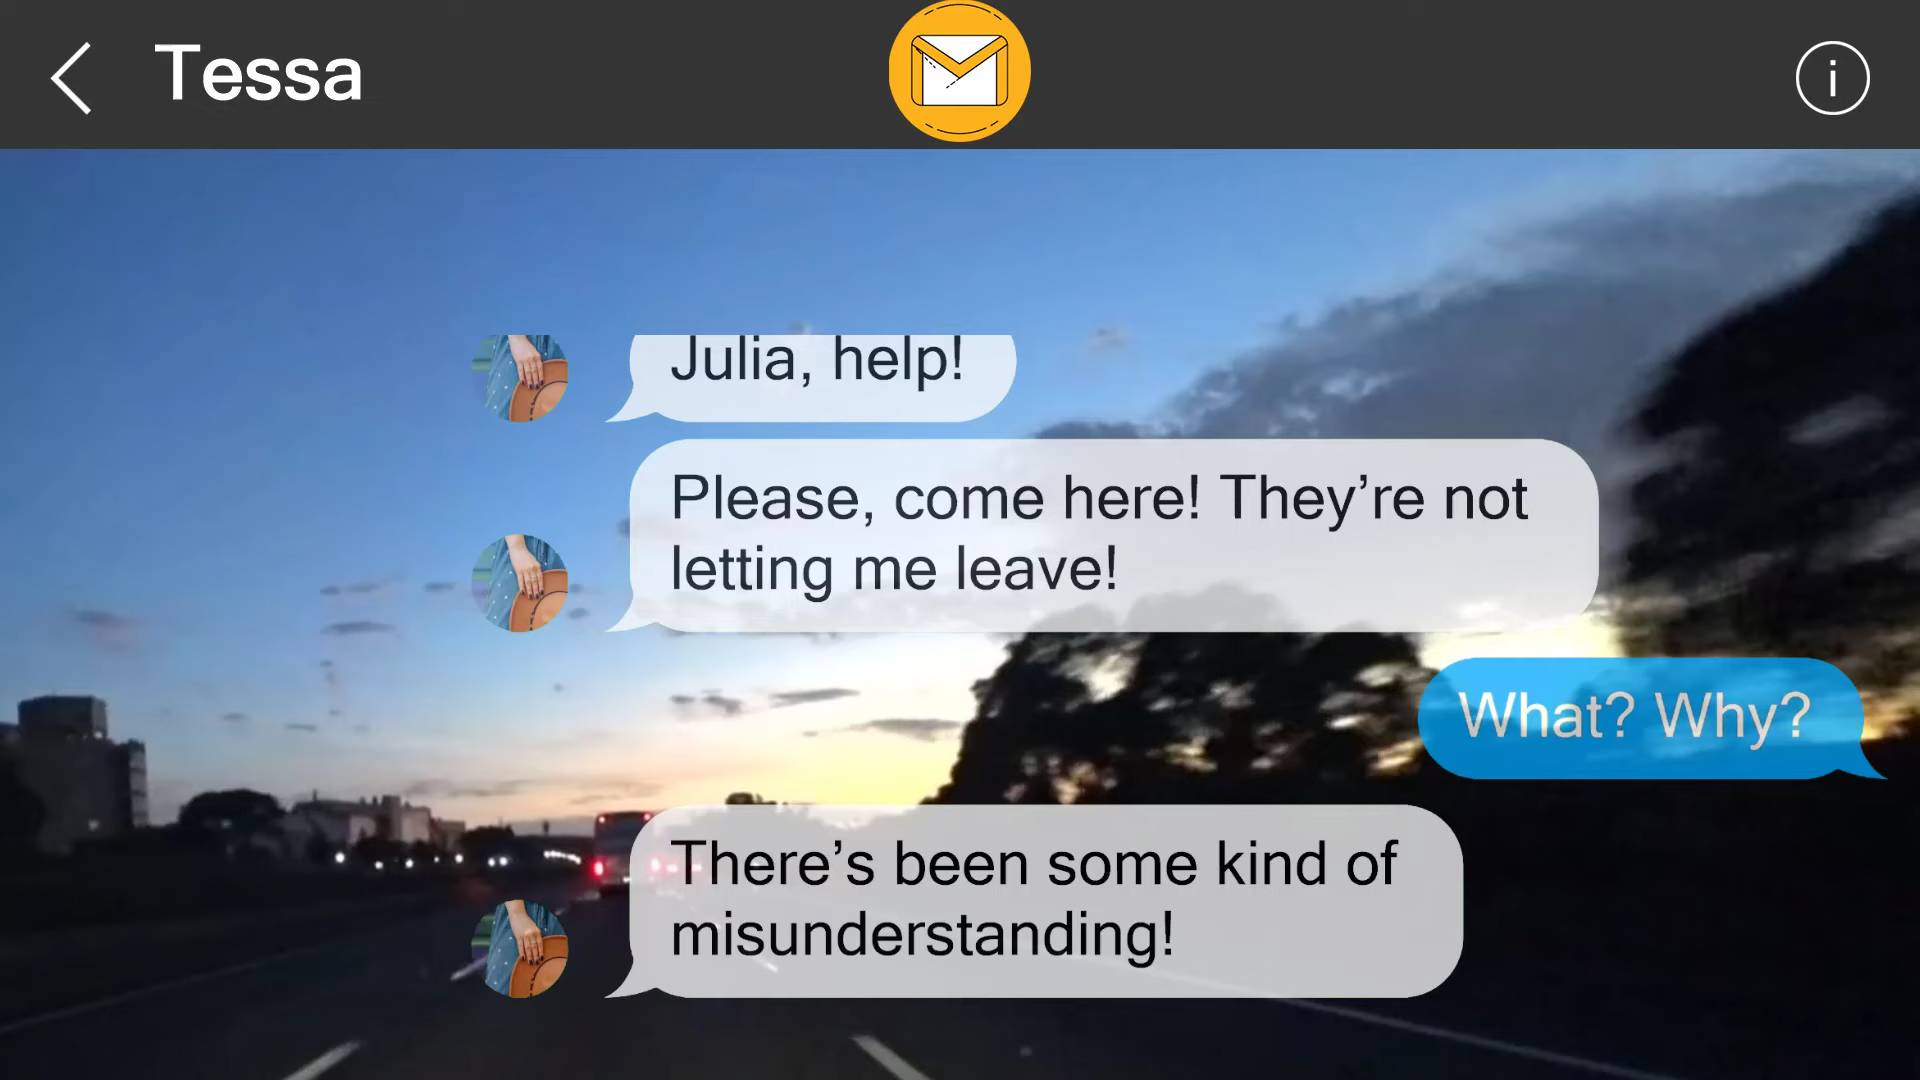 Tessa
i
Julia, help!
Please, come here! They’re not
letting me leave!
What? Why?
There’s been some kind of
misunderstanding!